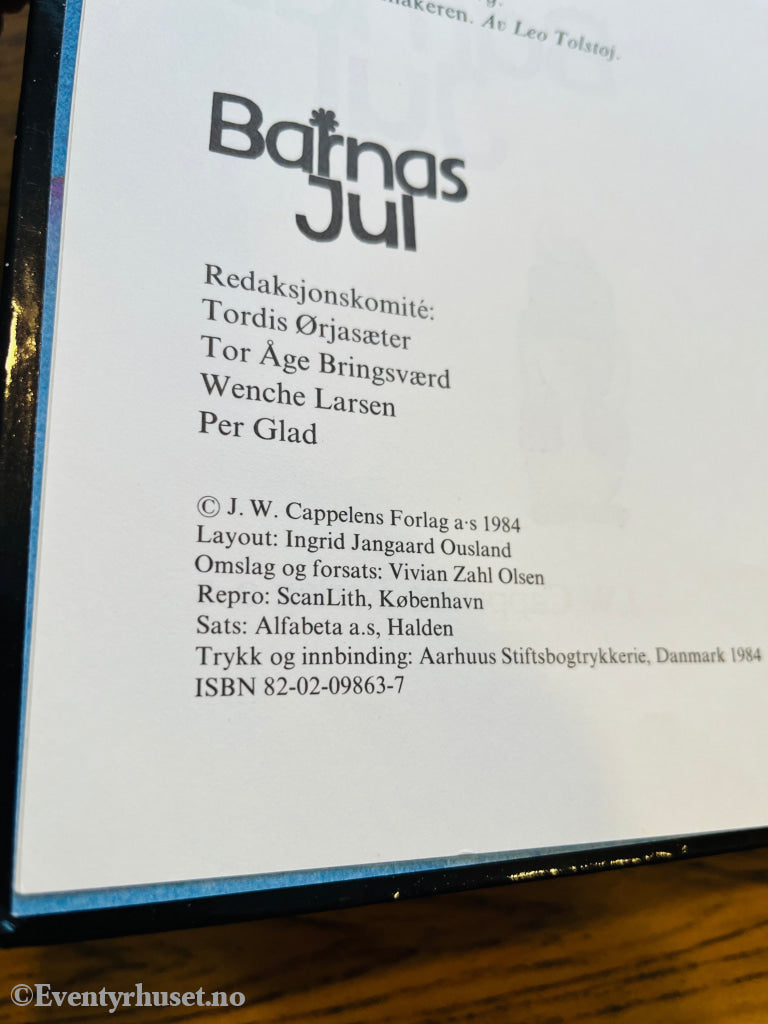 Av Leo Tolstoj.
Barnas
Jul
Redaksjonskomité:
Tordis Ørjasæter
Tor Åge Bringsværd
Wenche Larsen
Per Glad
© J. W. Cappelens Forlag a·s 1984
Layout: Ingrid Jangaard Ousland
Omslag og forsats: Vivian Zahl Olsen
Repro: ScanLith, København
Sats: Alfabeta a.s, Halden
Trykk og innbinding: Aarhuus Stiftsbogtrykkerie, Danmark 1984
ISBN 82-02-09863-7
©Eventyrhuset.no